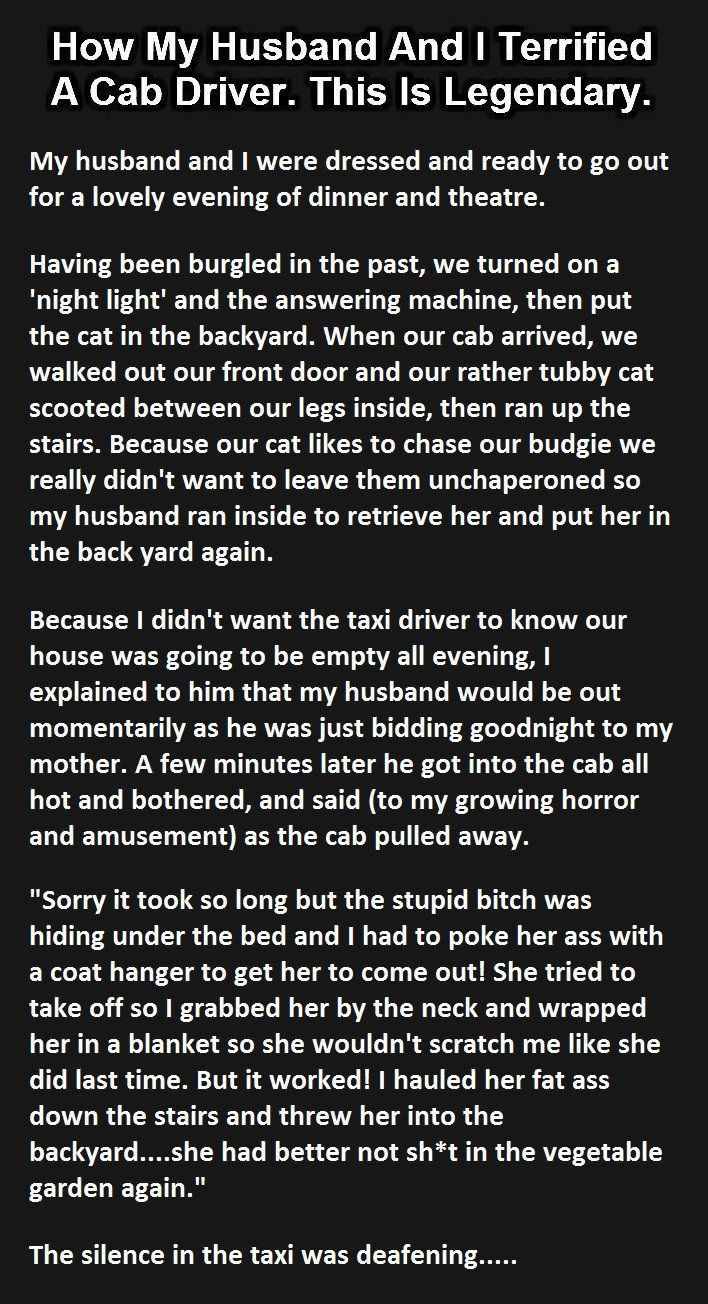 How My Husband And I Terrified
A Cab Driver. This Is Legendary.
My husband and I were dressed and ready to go out
for a lovely evening of dinner and theatre.
Having been burgled in the past, we turned on a
'night light' and the answering machine, then put
the cat in the backyard. When our cab arrived, we
walked out our front door and our rather tubby cat
scooted between our legs inside, then ran up the
stairs. Because our cat likes to chase our budgie we
really didn't want to leave them unchaperoned so
my husband ran inside to retrieve her and put her in
the back yard again.
Because I didn't want the taxi driver to know our
house was going to be empty all evening, I
explained to him that my husband would be out
momentarily as he was just bidding goodnight to my
mother. A few minutes later he got into the cab all
hot and bothered, and said (to my growing horror
and amusement) as the cab pulled away.
"Sorry it took so long but the stupid bitch was
hiding under the bed and I had to poke her ass with
a coat hanger to get her to come out! She tried to
take off so I grabbed her by the neck and wrapped
her in a blanket so she wouldn't scratch me like she
did last time. But it worked! I hauled her fat ass
down the stairs and threw her into the
backyard....she had better not sh*t in the vegetable
garden again."
The silence in the taxi was deafening.....